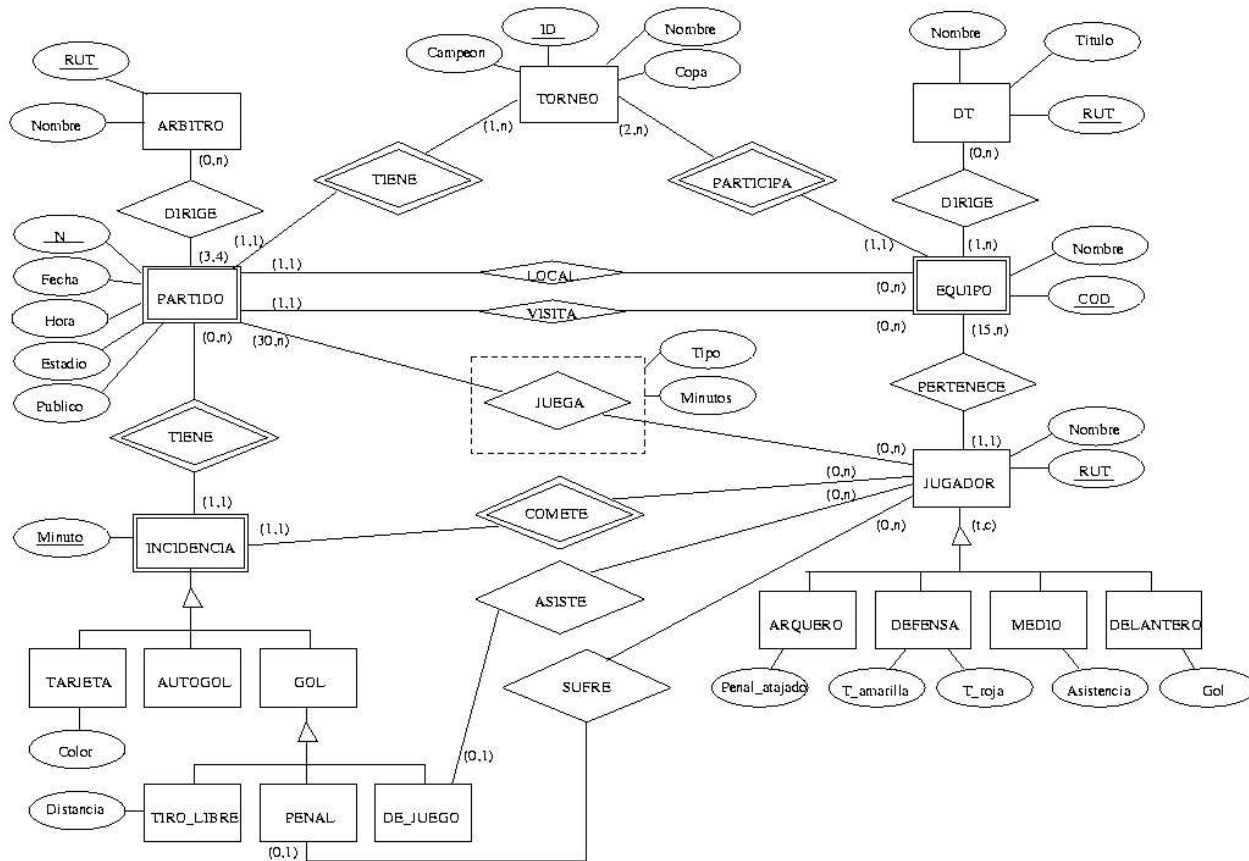 ID
Nombre
Campeon
Copa
TORNEO
RUT
Nombre
ARBITRO
Nombre
Titulo
DT
RUT
(0,n)
(1,n)
(2,n)
(0,n)
TIENE
PARTICIPA
DIRIGE
DIRIGE
(3,4)
(1,1)
(1,1)
(1,n)
N
Fecha
Hora
Estadio
Publico
PARTIDO
(1,1)
LOCAL
(0,n)
(1,1)
VISITA
(0,n)
EQUIPO
Nombre
COD
(0,n)
(30,n)
(15,n)
JUEGA
Tipo
Minutos
PERTENECE
TIENE
(0,n)
(1,1)
Nombre
RUT
JUGADOR
(1,1)
(1,1)
COMETE
(0,n)
(0,n)
(0,n)
(t,c)
Minuto
INCIDENCIA
ASISTE
ARQUERO
DEFENSA
MEDIO
DELANTERO
TARJETA
AUTOGOL
GOL
SUFRE
Penal_atajado
T_amarilla
T_roja
Asistencia
Gol
Color
(0,1)
Distancia
TIRO_LIBRE
PENAL
DE_JUEGO
(0,1)